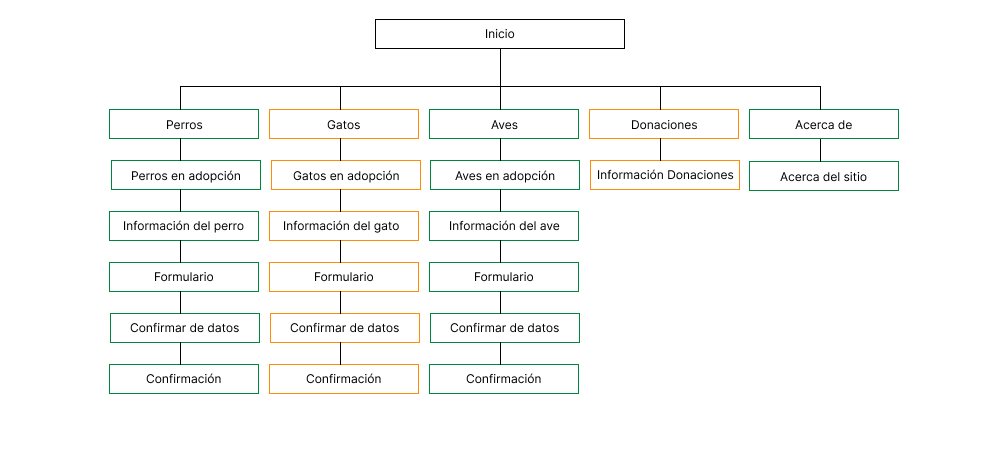 Inicio
Perros
Gatos
Aves
Donaciones
Acerca de
Perros en adopción
Gatos en adopción
Aves en adopción
Información Donaciones
Acerca del sitio
Información del perro
Información del gato
Información del ave
Formulario
Formulario
Formulario
Confirmar de datos
Confirmar de datos
Confirmar de datos
Confirmación
Confirmación
Confirmación